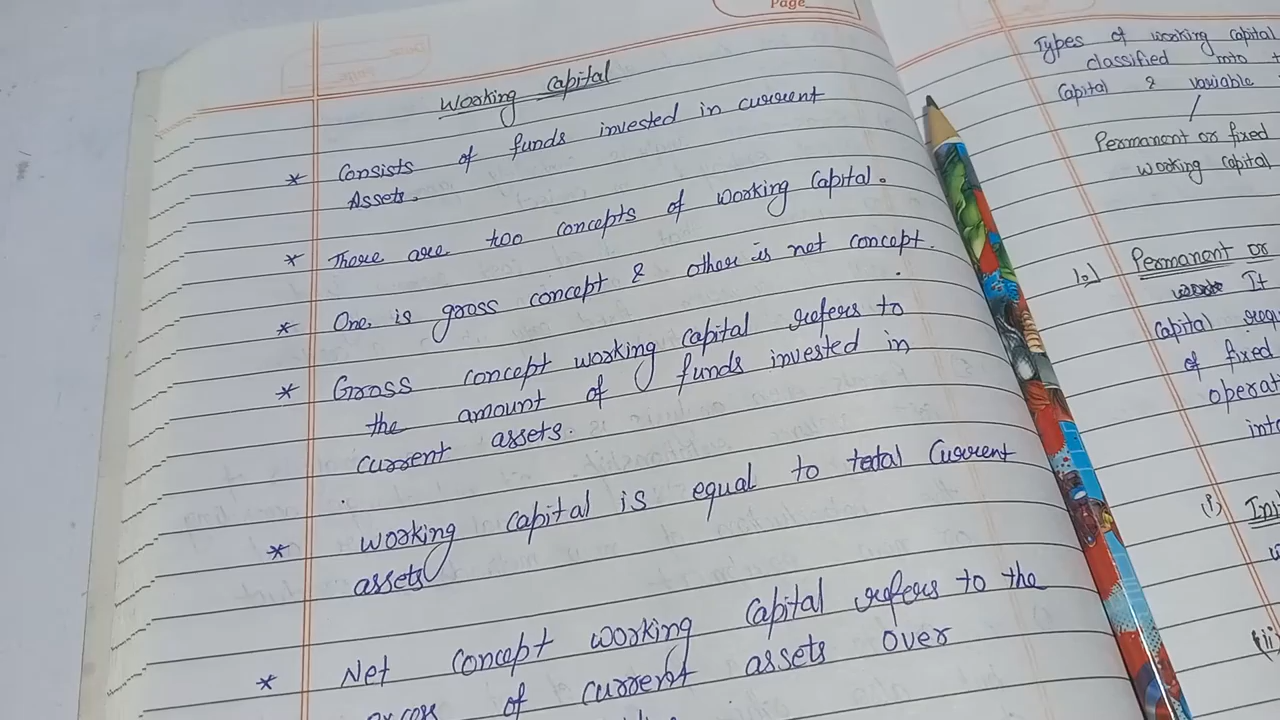 Page
Working Capital
* Consists of funds invested in current
Assets.
* There are too concepts of working capital.
* One is gross concept & other is net concept.
* Gross concept working capital refers to
the amount of funds invested in
current assets.
* working capital is equal to total Current
assets
* Net concept working capital refers to the
excess of current assets over
Types of working capital
classified into
Capital & variable
Permanent or fixed
working capital
1.) Permanent or
It
capital
of fixed
(i)
(ii)